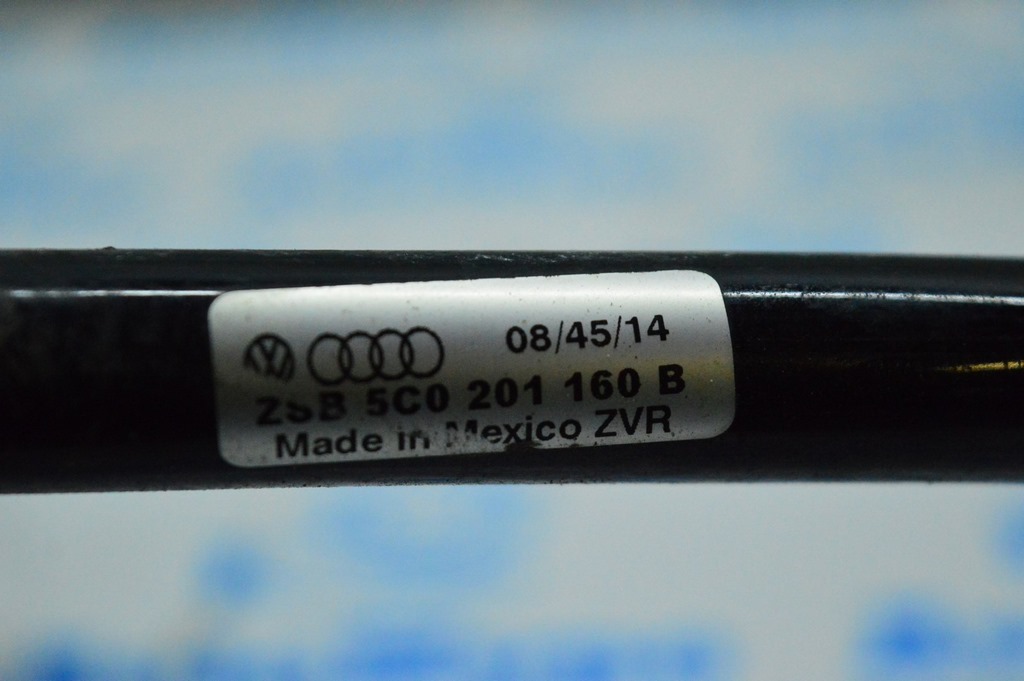 08/45/14
ZSB 5C0 201 160 B
Made in Mexico ZVR